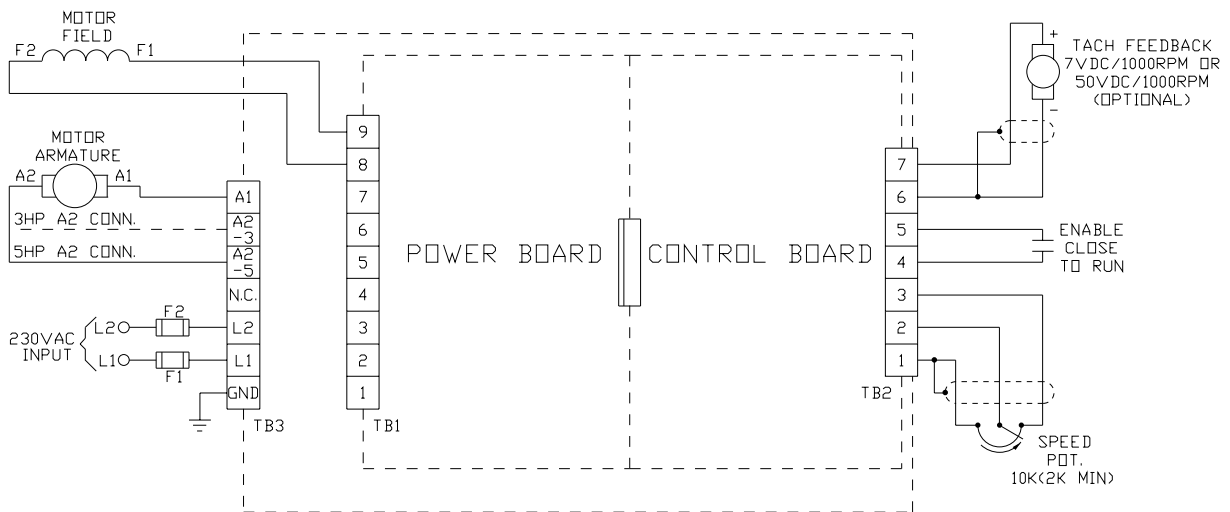 MOTOR
FIELD
F2
F1
MOTOR
ARMATURE
A2
A1
3HP A2 CONN.
5HP A2 CONN.
230VAC
INPUT
L2
F2
L1
F1
A1
A2
-3
A2
-5
N.C.
L2
L1
GND
TB3
9
8
7
6
5
4
3
2
1
TB1
POWER BOARD
CONTROL BOARD
7
6
5
4
3
2
1
TB2
+
TACH FEEDBACK
7VDC/1000RPM OR
50VDC/1000RPM
(OPTIONAL)
-
ENABLE
CLOSE
TO RUN
SPEED
POT.
10K(2K MIN)